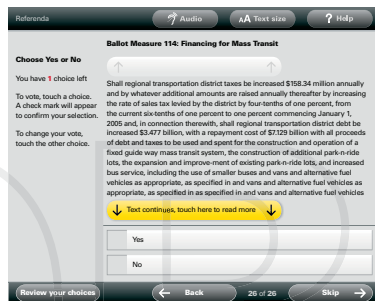 Referenda
Audio
AA Text size
? Help
Choose Yes or No
You have 1 choice left
To vote, touch a choice.
A check mark will appear
to confirm your selection.
To change your vote,
touch the other choice.
Ballot Measure 114: Financing for Mass Transit
Shall regional transportation district taxes be increased $158.34 million annually
and by whatever additional amounts are raised annually thereafter by increasing
the rate of sales tax levied by the district by four-tenths of one percent, from
the current six-tenths of one percent to one percent commencing January 1,
2005 and, in connection therewith, shall regional transportation district debt be
increased $3.477 billion, with a repayment cost of $7.129 billion with all proceeds
of debt and taxes to be used and spent for the construction and operation of a
fixed guide way mass transit system, the construction of additional park-n-ride
lots, the expansion and improve-ment of existing park-n-ride lots, and increased
bus service, including the use of smaller buses and vans and alternative fuel
vehicles as appropriate, as specified in and vans and alternative fuel vehicles as
appropriate, as specified in as specified in and vans and alternative fuel vehicles
Text continues, touch here to read more
Yes
No
Review your choices
Back
26 of 26
Skip